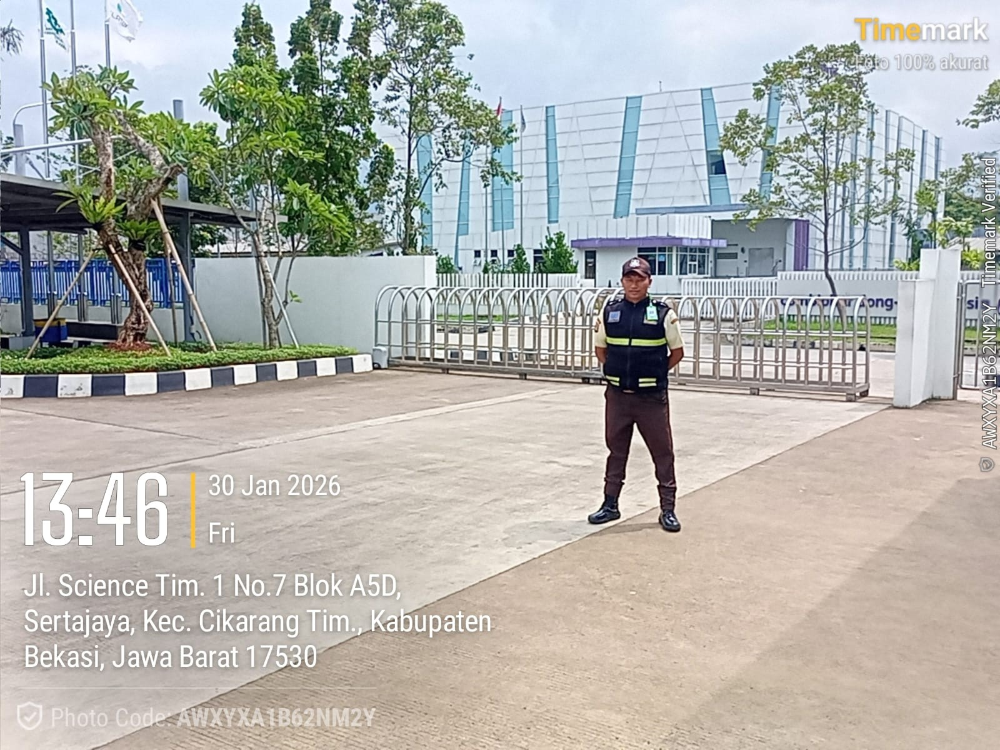 Timemark
Foto 100% akurat
13:46
30 Jan 2026
Fri
Jl. Science Tim. 1 No.7 Blok A5D,
Sertajaya, Kec. Cikarang Tim., Kabupaten
Bekasi, Jawa Barat 17530
Photo Code: AWXYXA1B62NM2Y
AWXYXA1B62NM2Y Timemark Verified